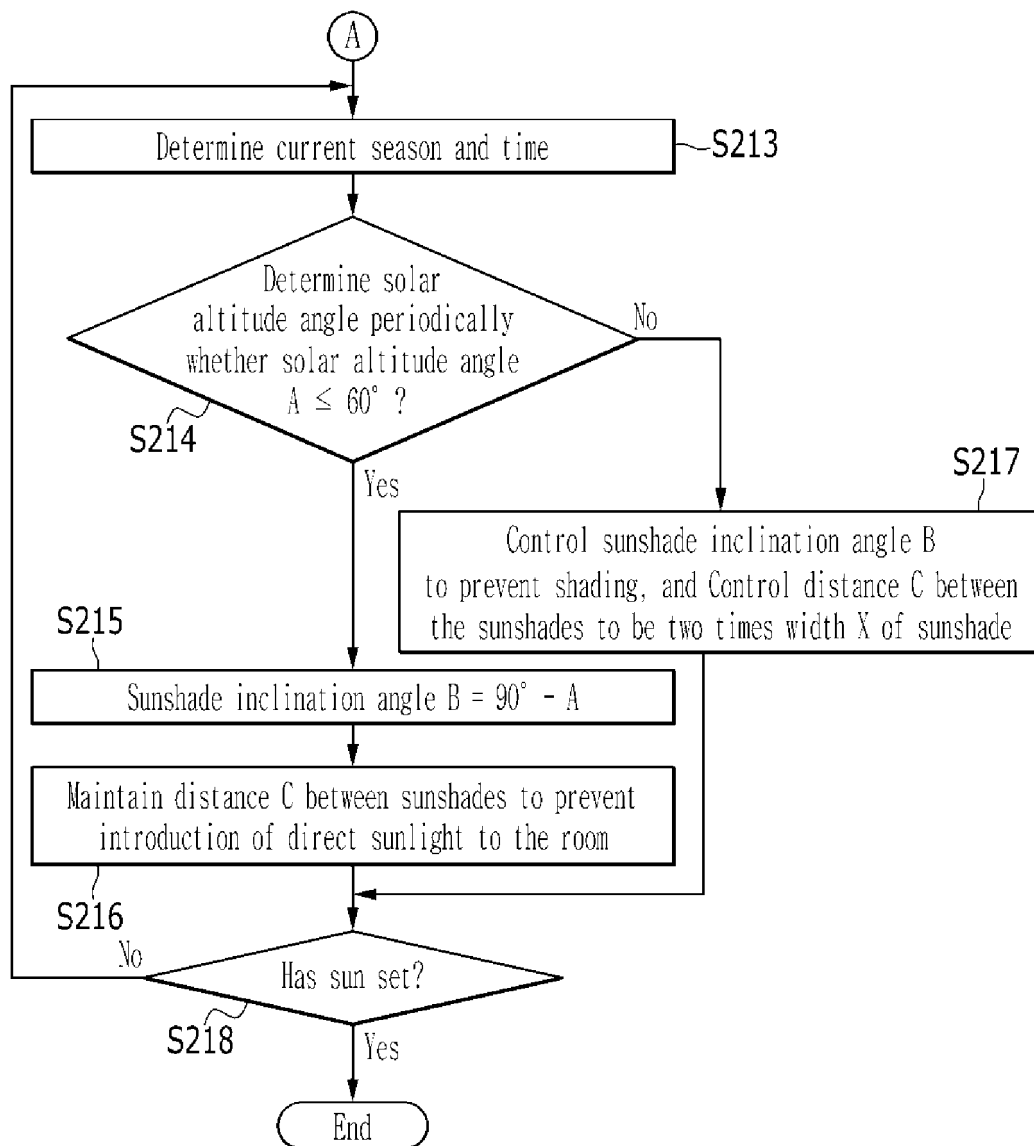 A
Determine current season and time
S213
Determine solar
altitude angle periodically
whether solar altitude angle
A ≤ 60° ?
S214
No
Yes
S217
Control sunshade inclination angle B
to prevent shading, and Control distance C between
the sunshades to be two times width X of sunshade
S215
Sunshade inclination angle B = 90° - A
Maintain distance C between sunshades to prevent
introduction of direct sunlight to the room
S216
No
Has sun set?
S218
Yes
End